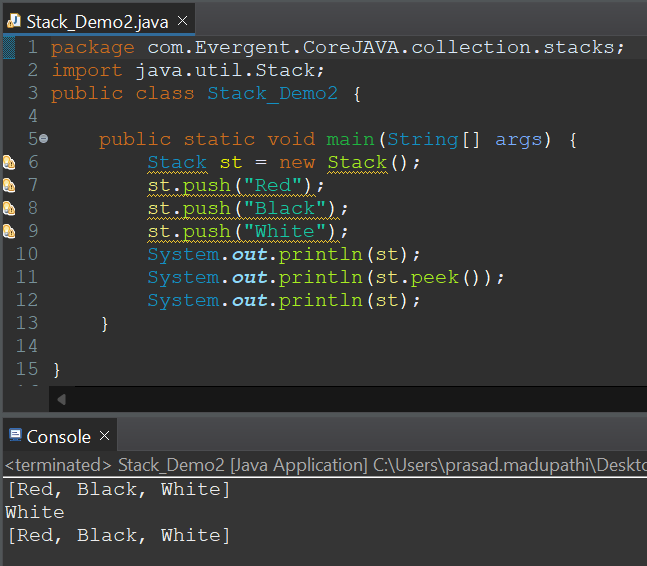 Stack_Demo2.java
1 package com.Evergent.CoreJAVA.collection.stacks;
2 import java.util.Stack;
3 public class Stack_Demo2 {
4
5 public static void main(String[] args) {
6 Stack st = new Stack();
7 st.push("Red");
8 st.push("Black");
9 st.push("White");
10 System.out.println(st);
11 System.out.println(st.peek());
12 System.out.println(st);
13 }
14
15 }
Console
<terminated> Stack_Demo2 [Java Application] C:\Users\prasad.madupathi\Deskto
[Red, Black, White]
White
[Red, Black, White]